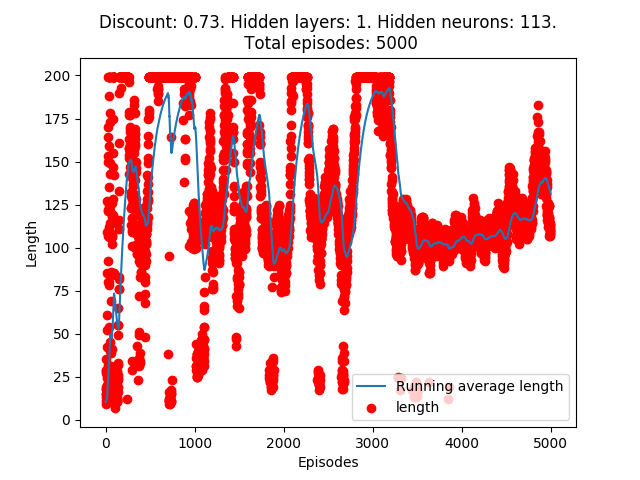 Discount: 0.73. Hidden layers: 1. Hidden neurons: 113.
Total episodes: 5000
200
175
150
125
100
75
50
25
0
Length
Running average length
length
0 1000 2000 3000 4000 5000
Episodes